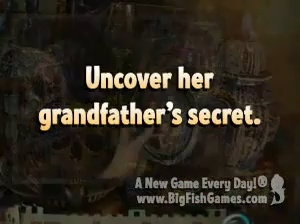 Uncover her
grandfather's secret.
A New Game Every Day!®
www.BigFishGames.com